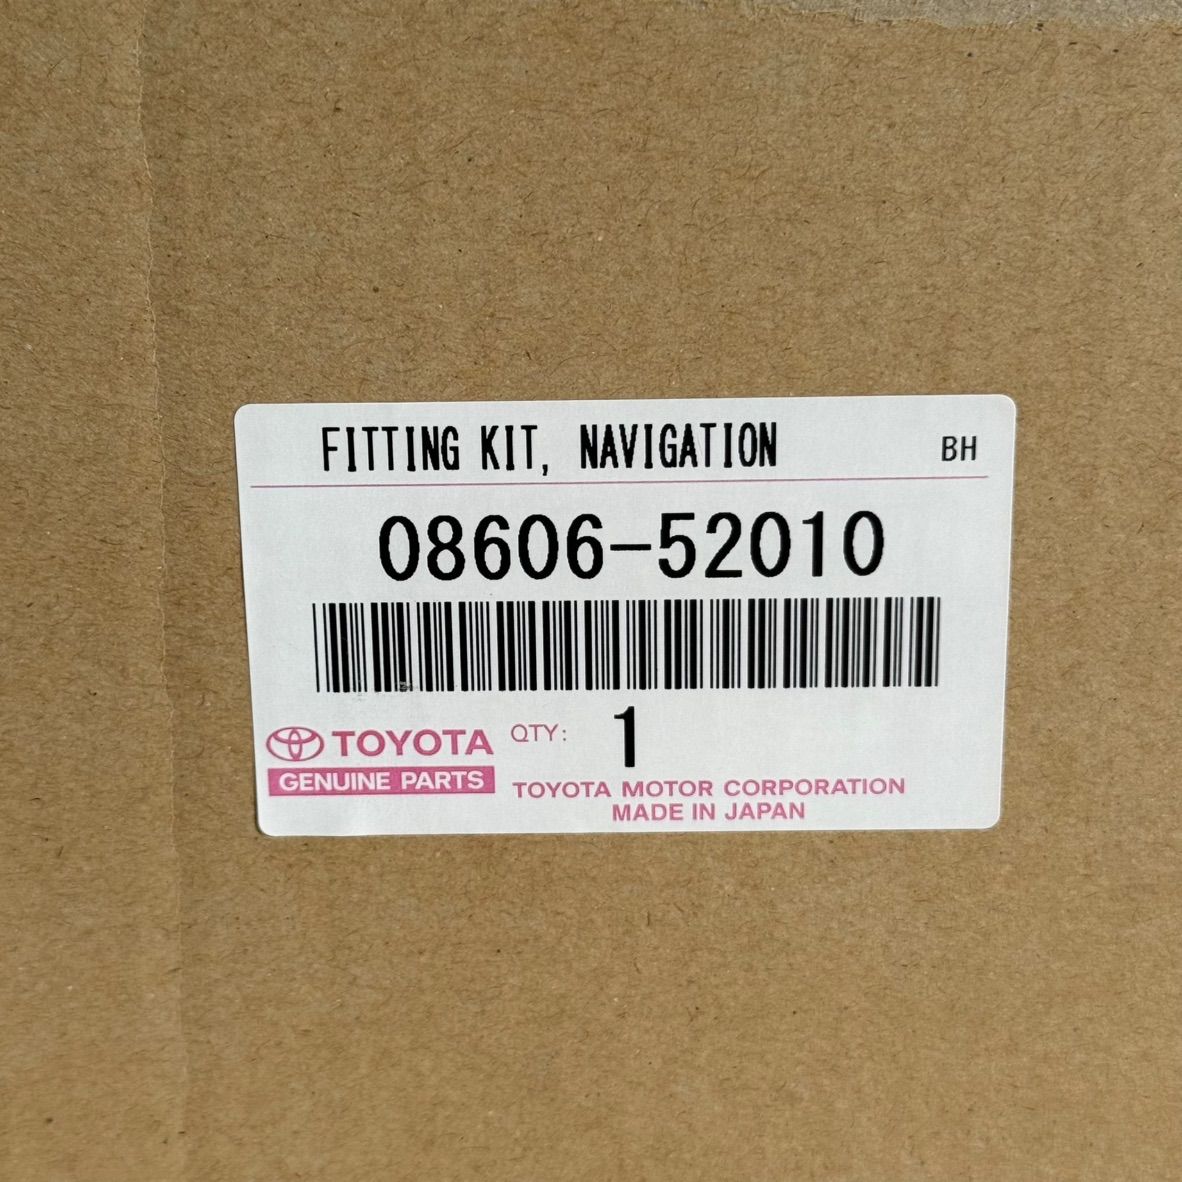 FITTING KIT, NAVIGATION BH
08606-52010
TOYOTA QTY: 1
GENUINE PARTS
TOYOTA MOTOR CORPORATION
MADE IN JAPAN